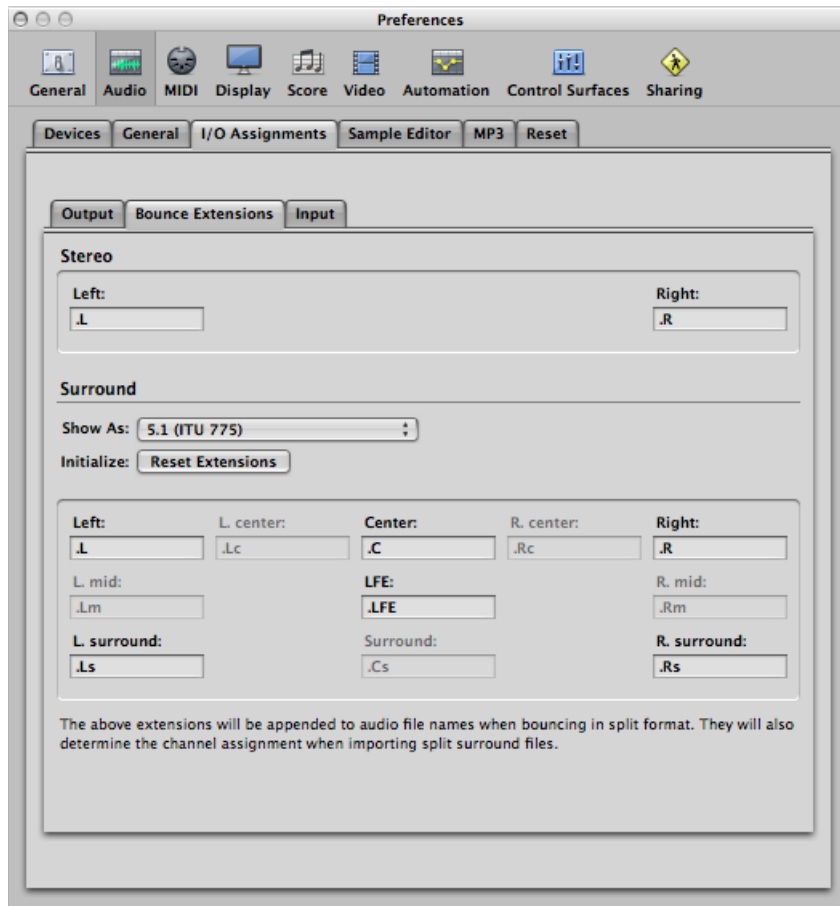 Preferences
General Audio MIDI Display Score Video Automation Control Surfaces Sharing
Devices General I/O Assignments Sample Editor MP3 Reset
Output Bounce Extensions Input
Stereo
Left: Right:
.L .R
Surround
Show As: 5.1 (ITU 775)
Initialize: Reset Extensions
Left: L. center: Center: R. center: Right:
.L .Lc .C .Rc .R
L. mid: LFE: R. mid:
.Lm .LFE .Rm
L. surround: Surround: R. surround:
.Ls .Cs .Rs
The above extensions will be appended to audio file names when bouncing in split format. They will also
determine the channel assignment when importing split surround files.